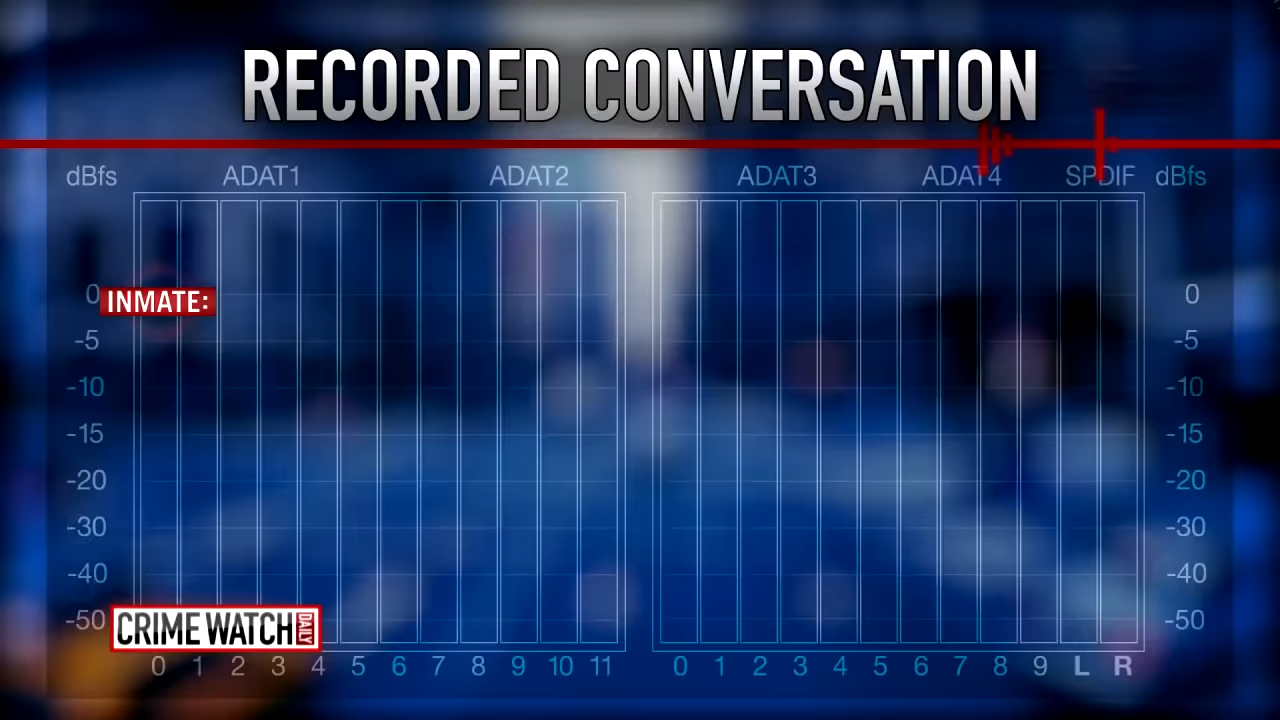 RECORDED CONVERSATION
dBfs ADAT1 ADAT2 ADAT3 ADAT4 SPDIF dBfs
0 INMATE: 0
-5 -5
-10 -10
-15 -15
-20 -20
-30 -30
-40 -40
-50 CRIME WATCH DAILY -50
0 1 2 3 4 5 6 7 8 9 10 11 0 1 2 3 4 5 6 7 8 9 L R